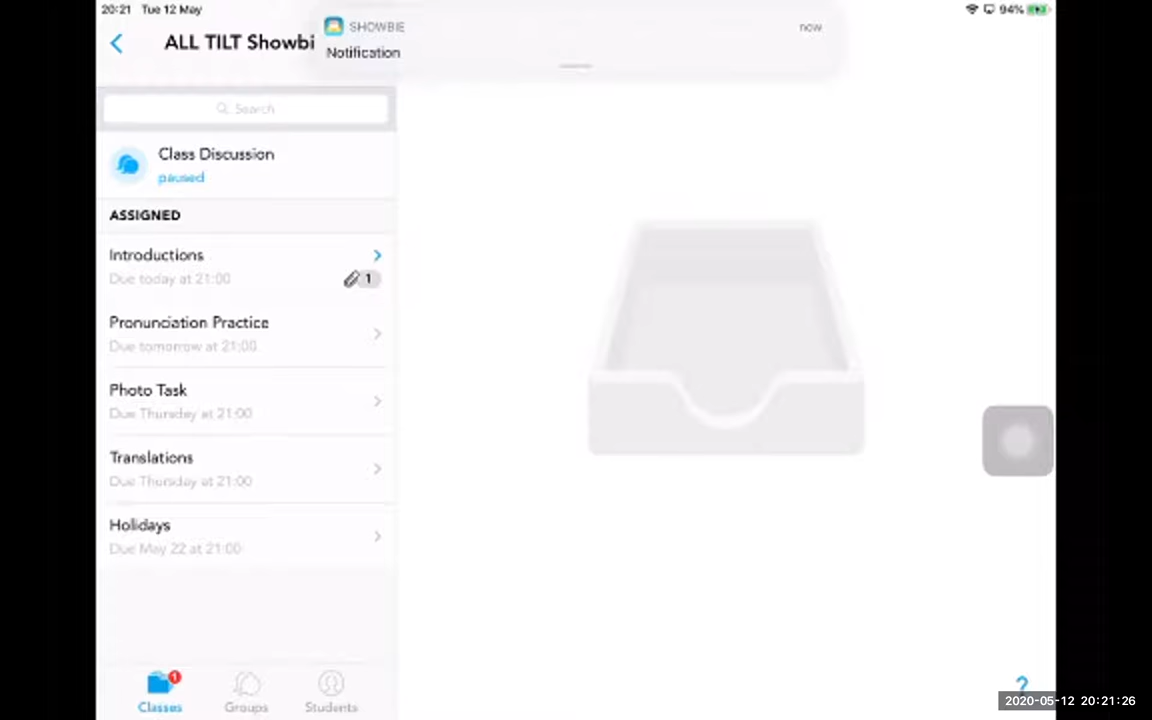 20:21 Tue 12 May
94%
SHOWBIE
now
Notification
ALL TILT Showbi
Search
Class Discussion
paused
ASSIGNED
Introductions
Due today at 21:00
1
Pronunciation Practice
Due tomorrow at 21:00
Photo Task
Due Thursday at 21:00
Translations
Due Thursday at 21:00
Holidays
Due May 22 at 21:00
1
Classes
Groups
Students
?
2020-05-12 20:21:26